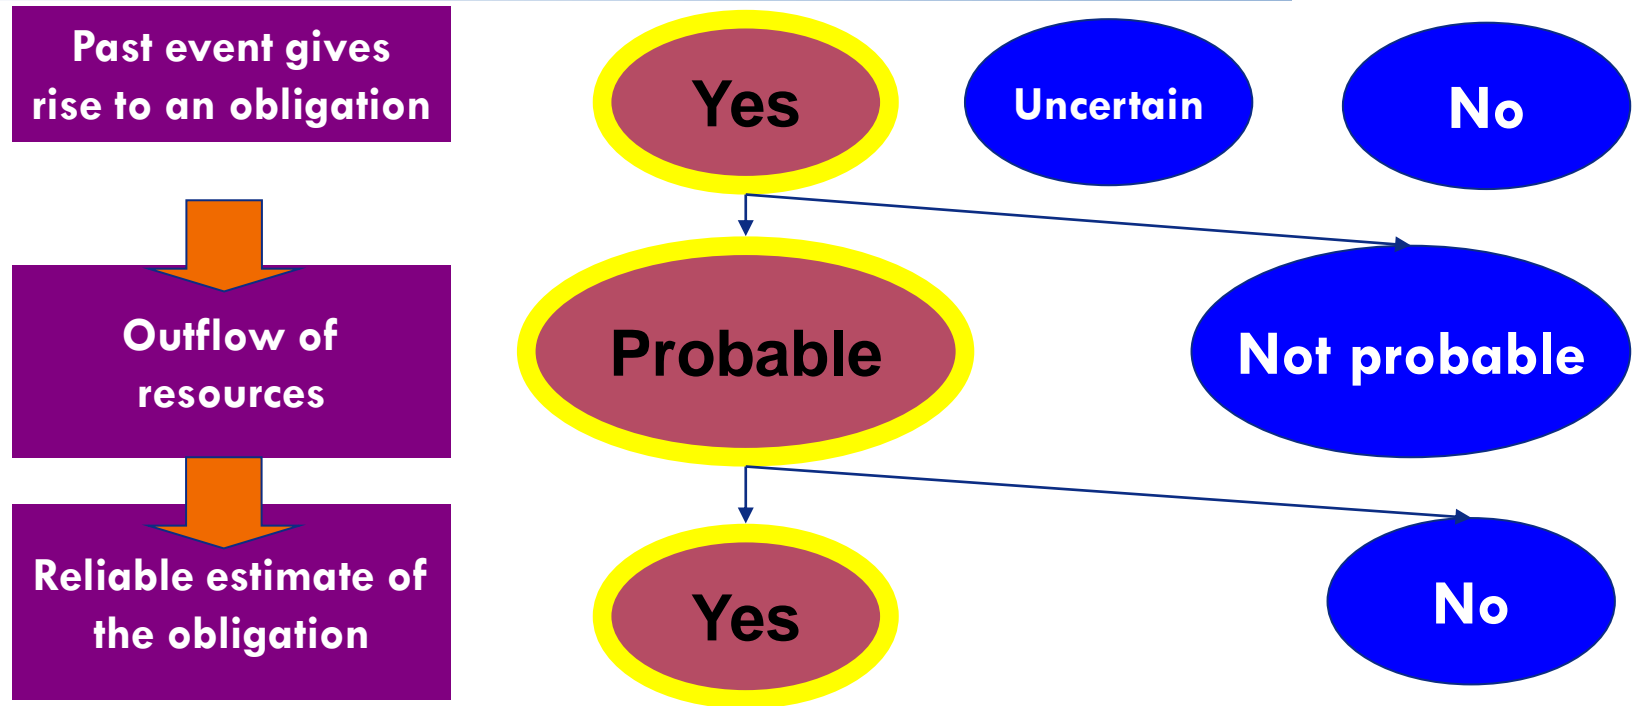 Past event gives
rise to an obligation
Yes
Uncertain
No
Outflow of
resources
Probable
Not probable
Reliable estimate of
the obligation
Yes
No